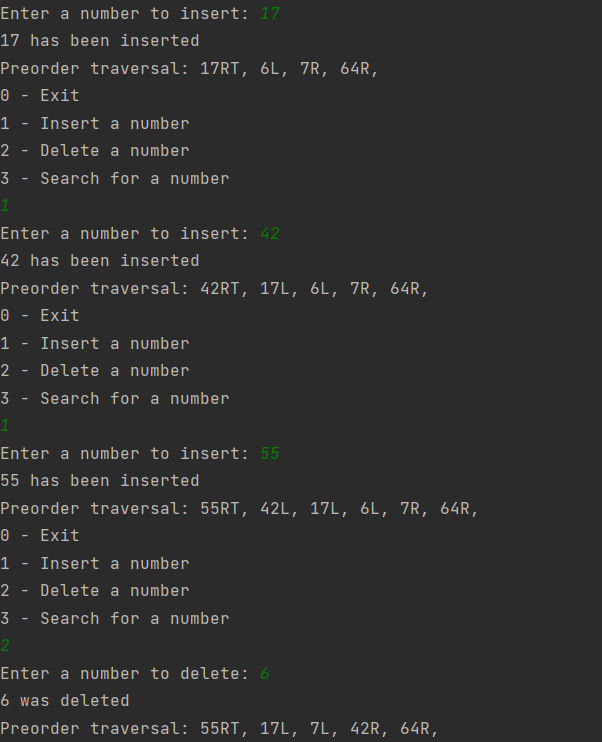 Enter a number to insert: 17
17 has been inserted
Preorder traversal: 17RT, 6L, 7R, 64R,
0 - Exit
1 - Insert a number
2 - Delete a number
3 - Search for a number
1
Enter a number to insert: 42
42 has been inserted
Preorder traversal: 42RT, 17L, 6L, 7R, 64R,
0 - Exit
1 - Insert a number
2 - Delete a number
3 - Search for a number
1
Enter a number to insert: 55
55 has been inserted
Preorder traversal: 55RT, 42L, 17L, 6L, 7R, 64R,
0 - Exit
1 - Insert a number
2 - Delete a number
3 - Search for a number
2
Enter a number to delete: 6
6 was deleted
Preorder traversal: 55RT, 17L, 7L, 42R, 64R,